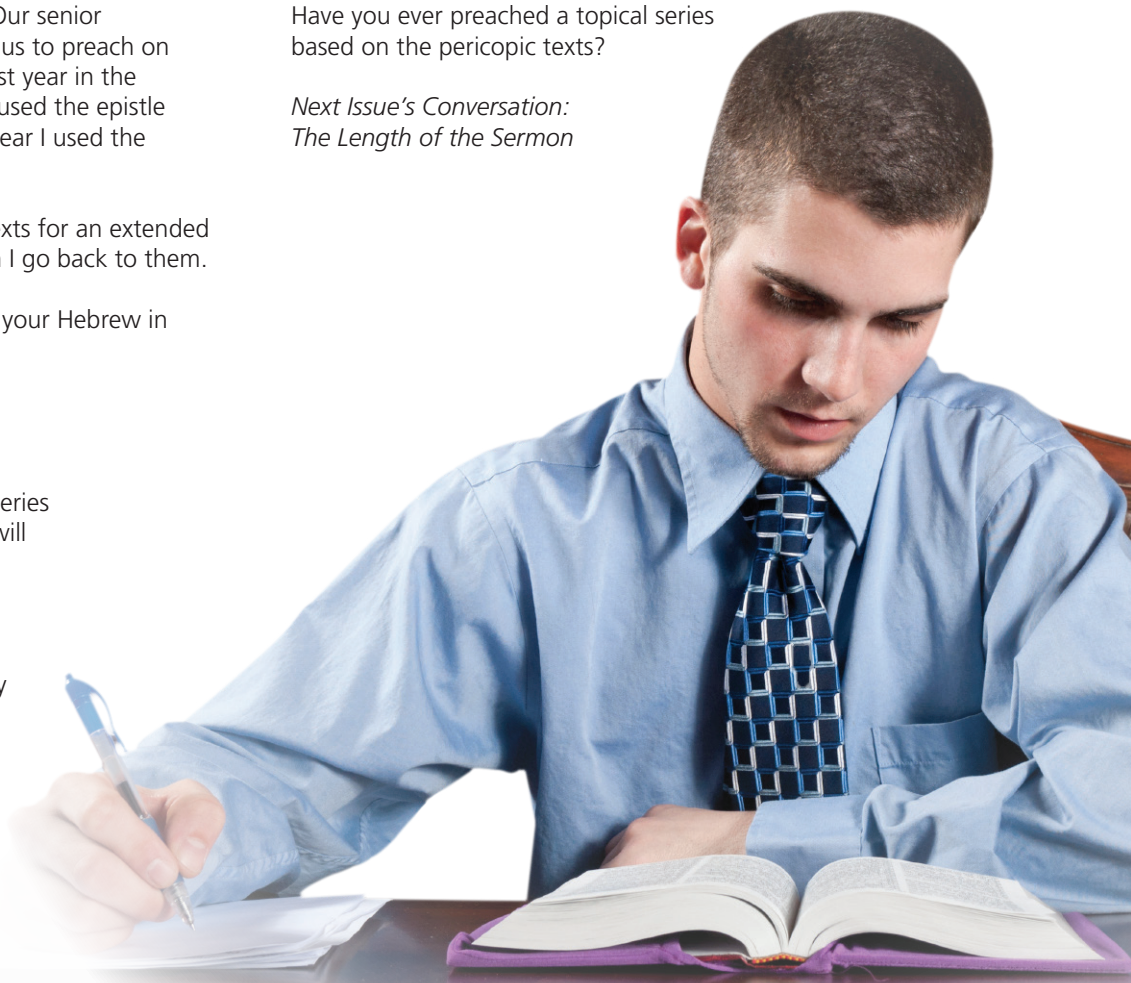 Our senior
us to preach on
st year in the
used the epistle
ear I used the
xts for an extended
I go back to them.
your Hebrew in
eries
will
y
Have you ever preached a topical series
based on the pericopic texts?
Next Issue's Conversation:
The Length of the Sermon